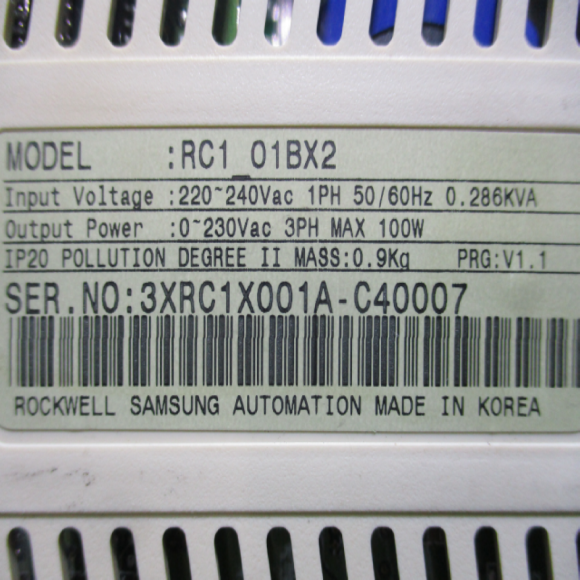 MODEL :RC1_01BX2
Input Voltage :220~240Vac 1PH 50/60Hz 0.286KVA
Output Power :0~230Vac 3PH MAX 100W
IP20 POLLUTION DEGREE II MASS:0.9Kg PRG:V1.1
SER.NO:3XRC1X001A-C40007
ROCKWELL SAMSUNG AUTOMATION MADE IN KOREA